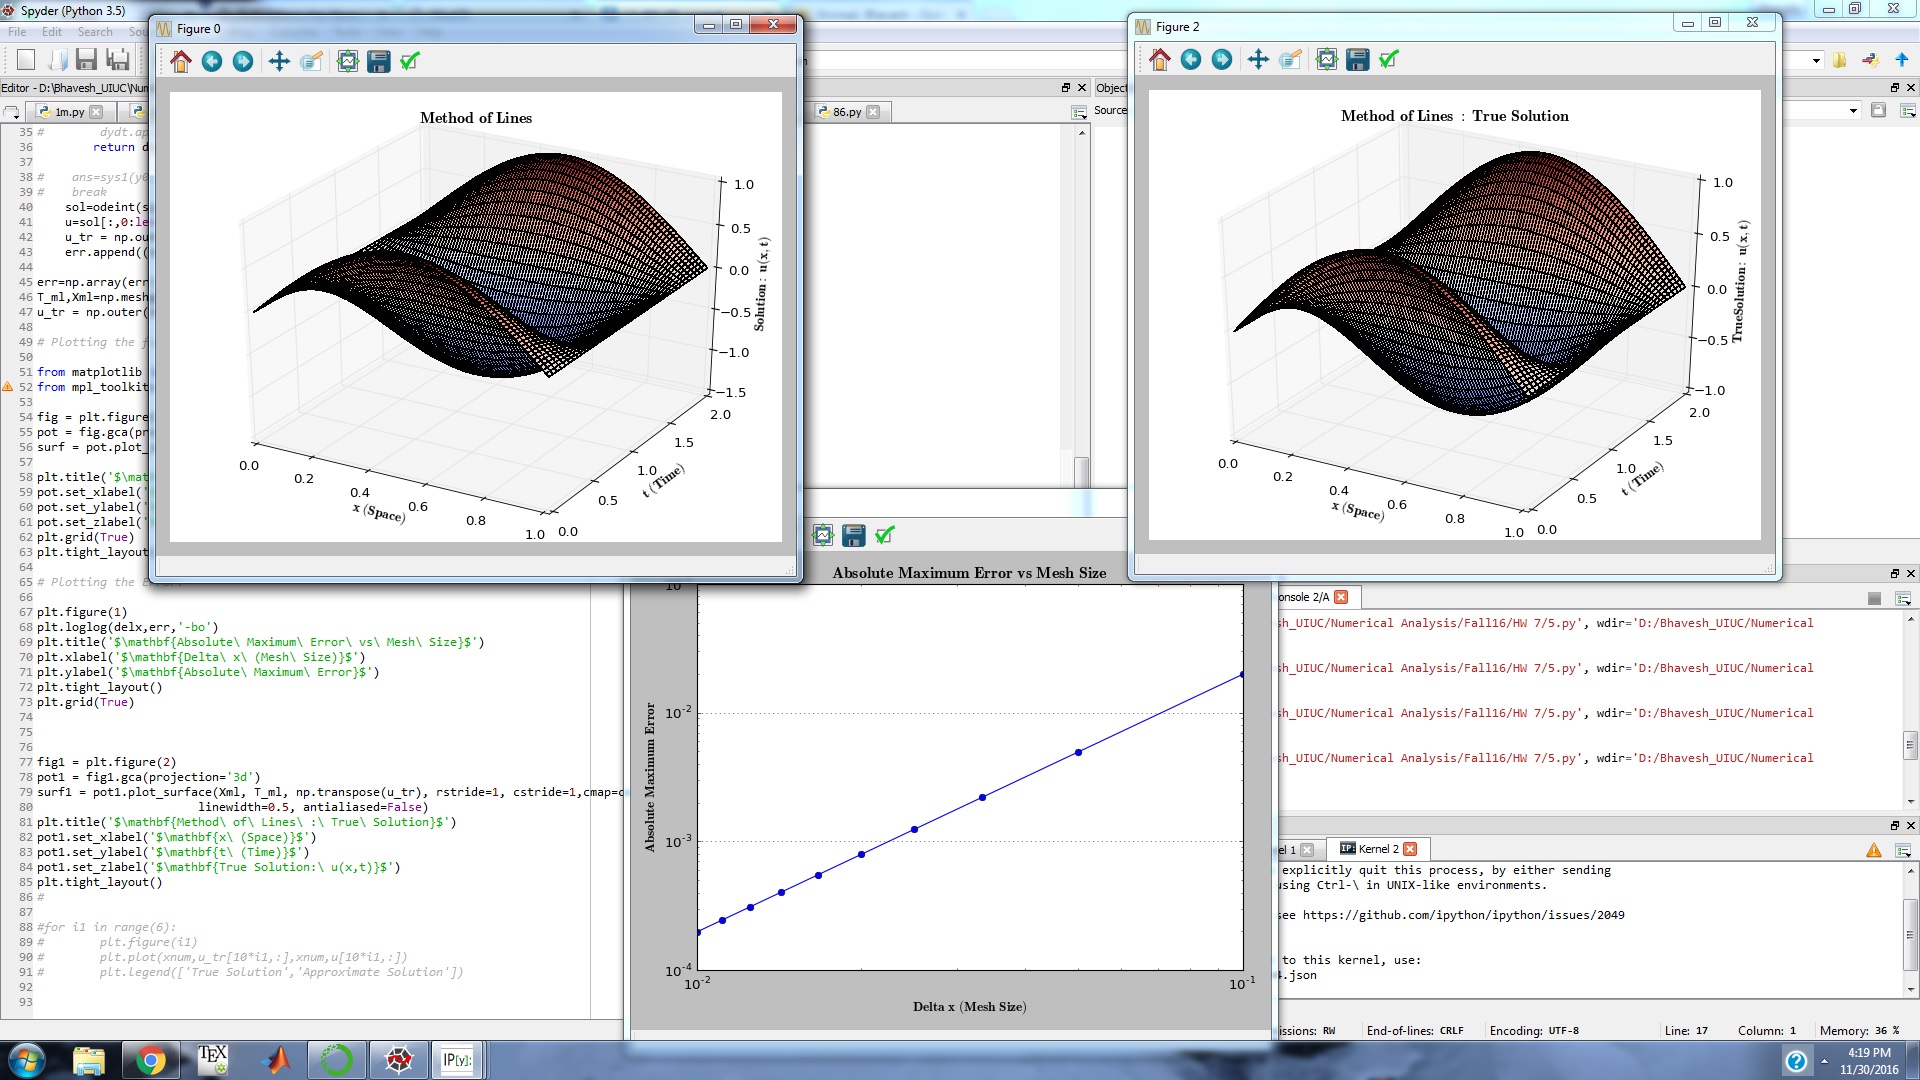 Spyder (Python 3.5)
File Edit Search Sou
Editor - D:\Bhavesh_UIUC\Num
1m.py
86.py
Object
Source
35 # dydt.ap
36 return d
37
38 # ans=sys1(y0
39 # break
40 sol=odeint(s
41 u=sol[:,0:le
42 u_tr = np.ou
43 err.append((
44
45 err=np.array(err
46 T_ml,Xml=np.mesh
47 u_tr = np.outer(
48
49 # Plotting the f
50
51 from matplotlib
52 from mpl_toolkit
53
54 fig = plt.figure
55 pot = fig.gca(pr
56 surf = pot.plot_
57
58 plt.title('$\mat
59 pot.set_xlabel('
60 pot.set_ylabel('
61 pot.set_zlabel('
62 plt.grid(True)
63 plt.tight_layout
64
65 # Plotting the E
66
67 plt.figure(1)
68 plt.loglog(delx,err,'-bo')
69 plt.title('$\mathbf{Absolute\ Maximum\ Error\ vs\ Mesh\ Size}$')
70 plt.xlabel('$\mathbf{Delta\ x\ (Mesh\ Size)}$')
71 plt.ylabel('$\mathbf{Absolute\ Maximum\ Error}$')
72 plt.tight_layout()
73 plt.grid(True)
74
75
76
77 fig1 = plt.figure(2)
78 pot1 = fig1.gca(projection='3d')
79 surf1 = pot1.plot_surface(Xml, T_ml, np.transpose(u_tr), rstride=1, cstride=1,cmap=c
80 linewidth=0.5, antialiased=False)
81 plt.title('$\mathbf{Method\ of\ Lines\ :\ True\ Solution}$')
82 pot1.set_xlabel('$\mathbf{x\ (Space)}$')
83 pot1.set_ylabel('$\mathbf{t\ (Time)}$')
84 pot1.set_zlabel('$\mathbf{True Solution:\ u(x,t)}$')
85 plt.tight_layout()
86 #
87
88 #for i1 in range(6):
89 # plt.figure(i1)
90 # plt.plot(xnum,u_tr[10*i1,:],xnum,u[10*i1,:])
91 # plt.legend(['True Solution','Approximate Solution'])
92
93
Figure 0
Method of Lines
1.0
0.5
0.0
−0.5
−1.0
−1.5
Solution : u(x, t)
2.0
1.5
1.0
0.5
0.0
t (Time)
0.0
0.2
0.4
0.6
0.8
1.0
x (Space)
Figure 2
Method of Lines : True Solution
1.0
0.5
0.0
−0.5
−1.0
TrueSolution : u(x, t)
2.0
1.5
1.0
0.5
0.0
t (Time)
0.0
0.2
0.4
0.6
0.8
1.0
x (Space)
Absolute Maximum Error vs Mesh Size
10-2
10-3
10-4
Absolute Maximum Error
10-2
10-1
Delta x (Mesh Size)
onsole 2/A
sh_UIUC/Numerical Analysis/Fall16/HW 7/5.py', wdir='D:/Bhavesh_UIUC/Numerical
sh_UIUC/Numerical Analysis/Fall16/HW 7/5.py', wdir='D:/Bhavesh_UIUC/Numerical
sh_UIUC/Numerical Analysis/Fall16/HW 7/5.py', wdir='D:/Bhavesh_UIUC/Numerical
sh_UIUC/Numerical Analysis/Fall16/HW 7/5.py', wdir='D:/Bhavesh_UIUC/Numerical
el 1
IP: Kernel 2
explicitly quit this process, by either sending
using Ctrl-\ in UNIX-like environments.
see https://github.com/ipython/ipython/issues/2049
to this kernel, use:
4.json
issions: RW End-of-lines: CRLF Encoding: UTF-8 Line: 17 Column: 1 Memory: 36 %
TEX
IP[y]:
4:19 PM
11/30/2016